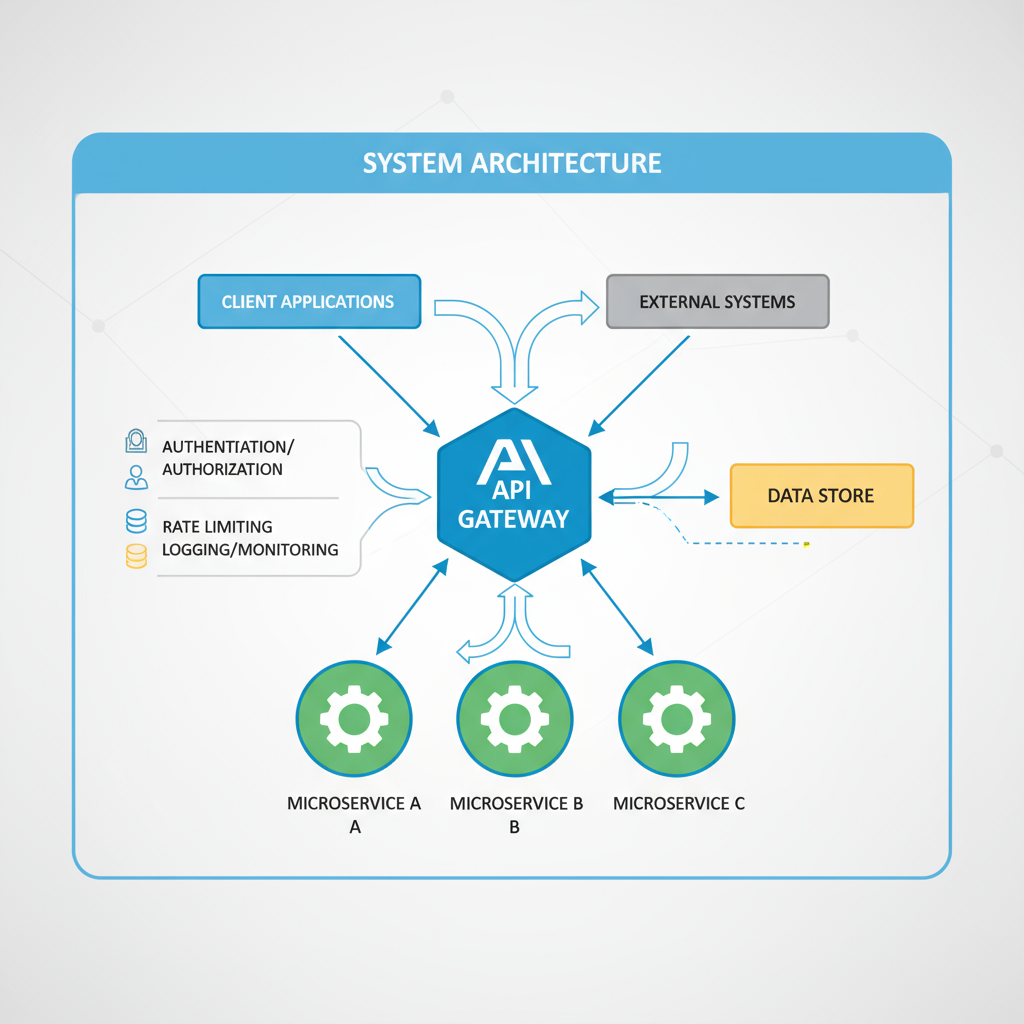 SYSTEM ARCHITECTURE
CLIENT APPLICATIONS
EXTERNAL SYSTEMS
AUTHENTIATION/
AUTHORIZATION
RATE LIMITING
LOGGING/MONITORING
API
GATEWAY
DATA STORE
MICROSERVICE A
A
MICROSERVICE B
B
MICROSERVICE C